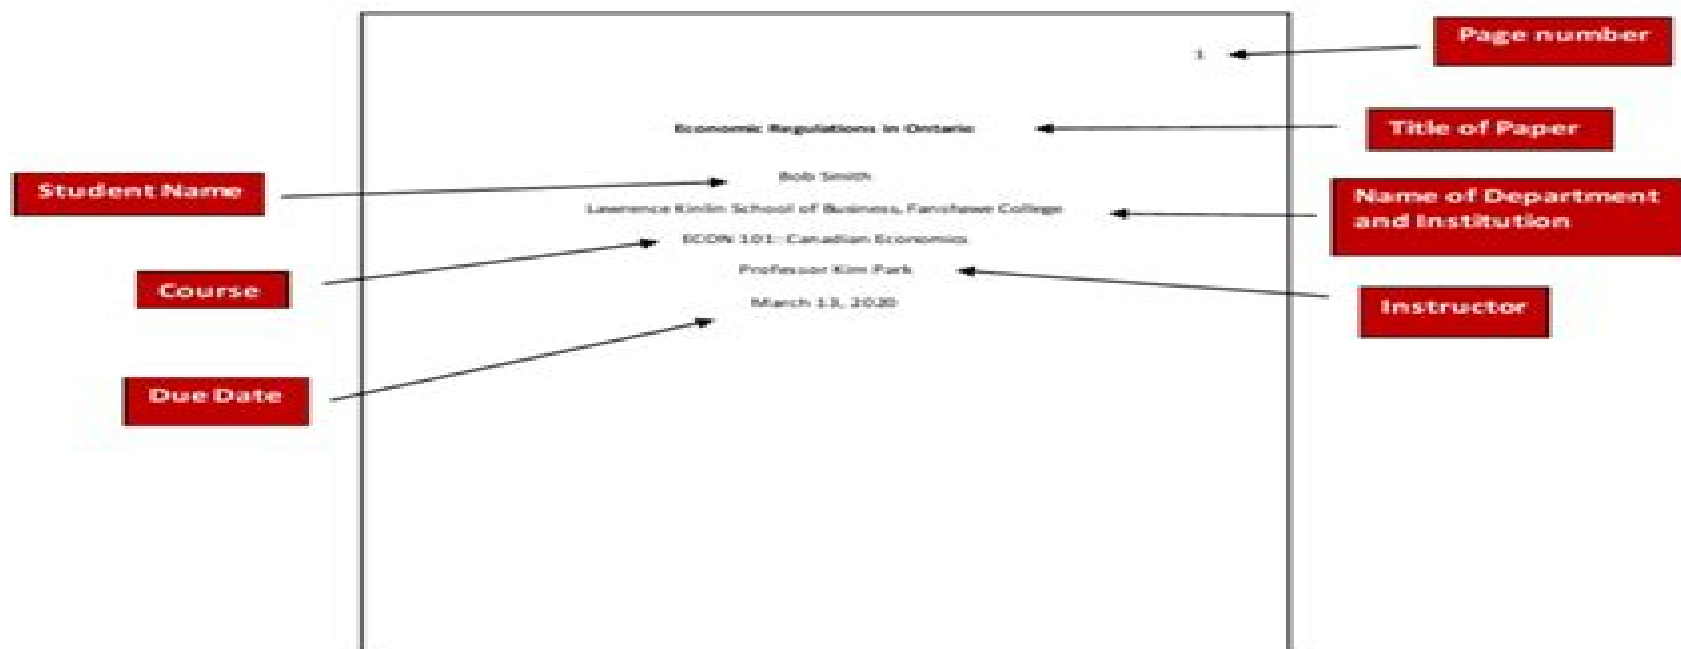 Page number
1
Title of Paper
Economic Regulations in Ontario
Student Name
Bob Smith
Name of Department
and Institution
Lawrence Kinlin School of Business, Fanshawe College
Course
ECON 101: Canadian Economics
Instructor
Professor Kim Park
Due Date
March 13, 2020